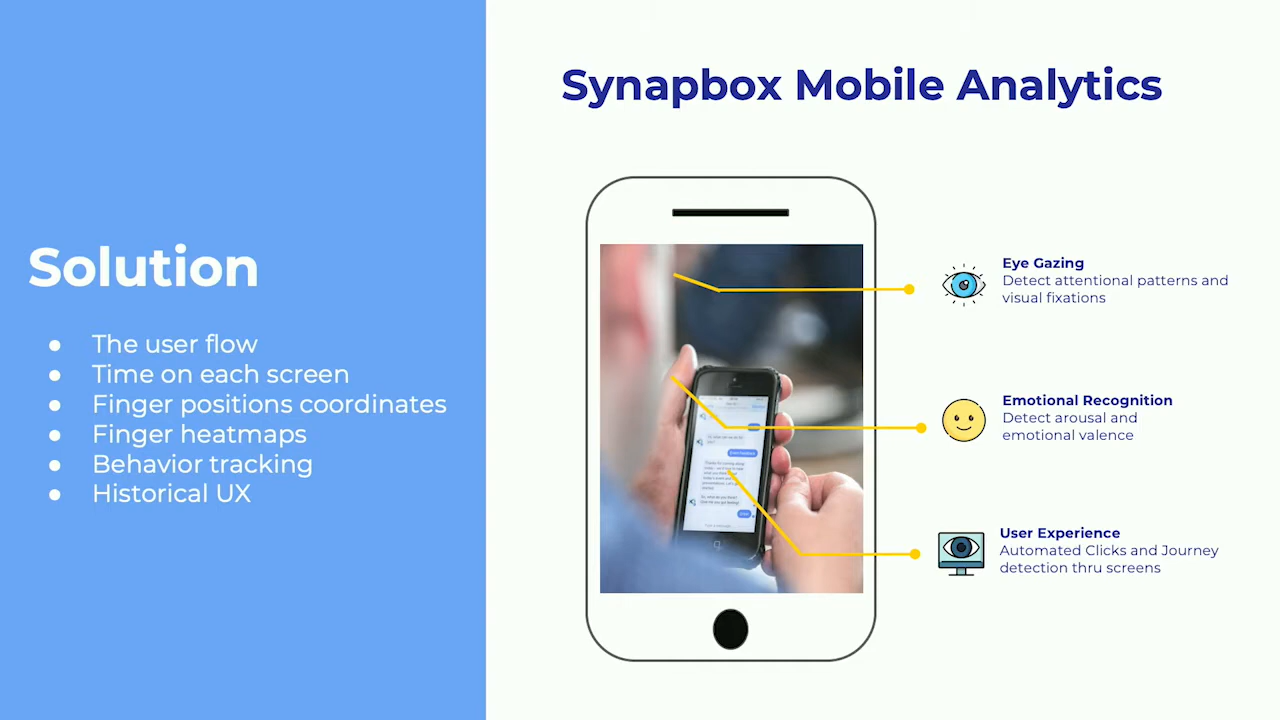 Solution
● The user flow
● Time on each screen
● Finger positions coordinates
● Finger heatmaps
● Behavior tracking
● Historical UX
Synapbox Mobile Analytics
Eye Gazing
Detect attentional patterns and
visual fixations
Emotional Recognition
Detect arousal and
emotional valence
User Experience
Automated Clicks and Journey
detection thru screens